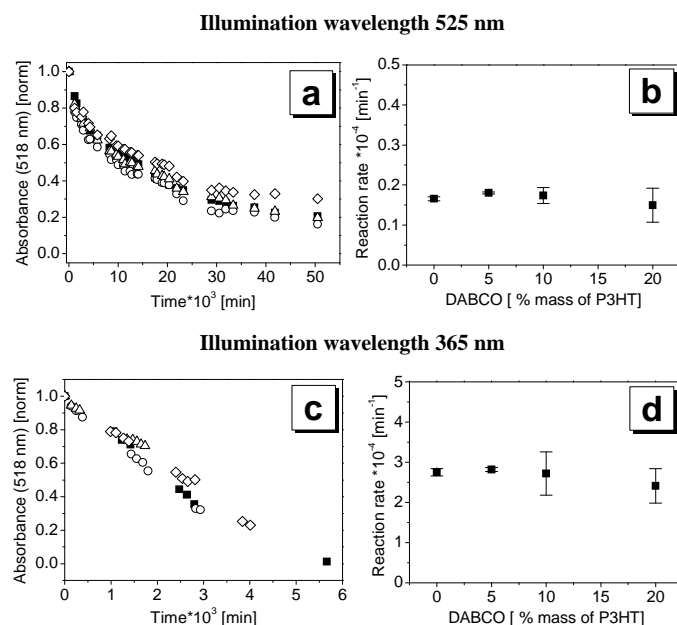 Illumination wavelength 525 nm
a
Absorbance (518 nm) [norm]
1.0
0.8
0.6
0.4
0.2
0.0
0 10 20 30 40 50
Time*10³ [min]
b
Reaction rate *10⁻⁴ [min⁻¹]
0.5
0.4
0.3
0.2
0.1
0.0
0 5 10 15 20
DABCO [ % mass of P3HT]
Illumination wavelength 365 nm
c
Absorbance (518 nm) [norm]
1.0
0.8
0.6
0.4
0.2
0.0
0 1 2 3 4 5 6
Time*10³ [min]
d
Reaction rate *10⁻⁴ [min⁻¹]
5
4
3
2
1
0
0 5 10 15 20
DABCO [ % mass of P3HT]